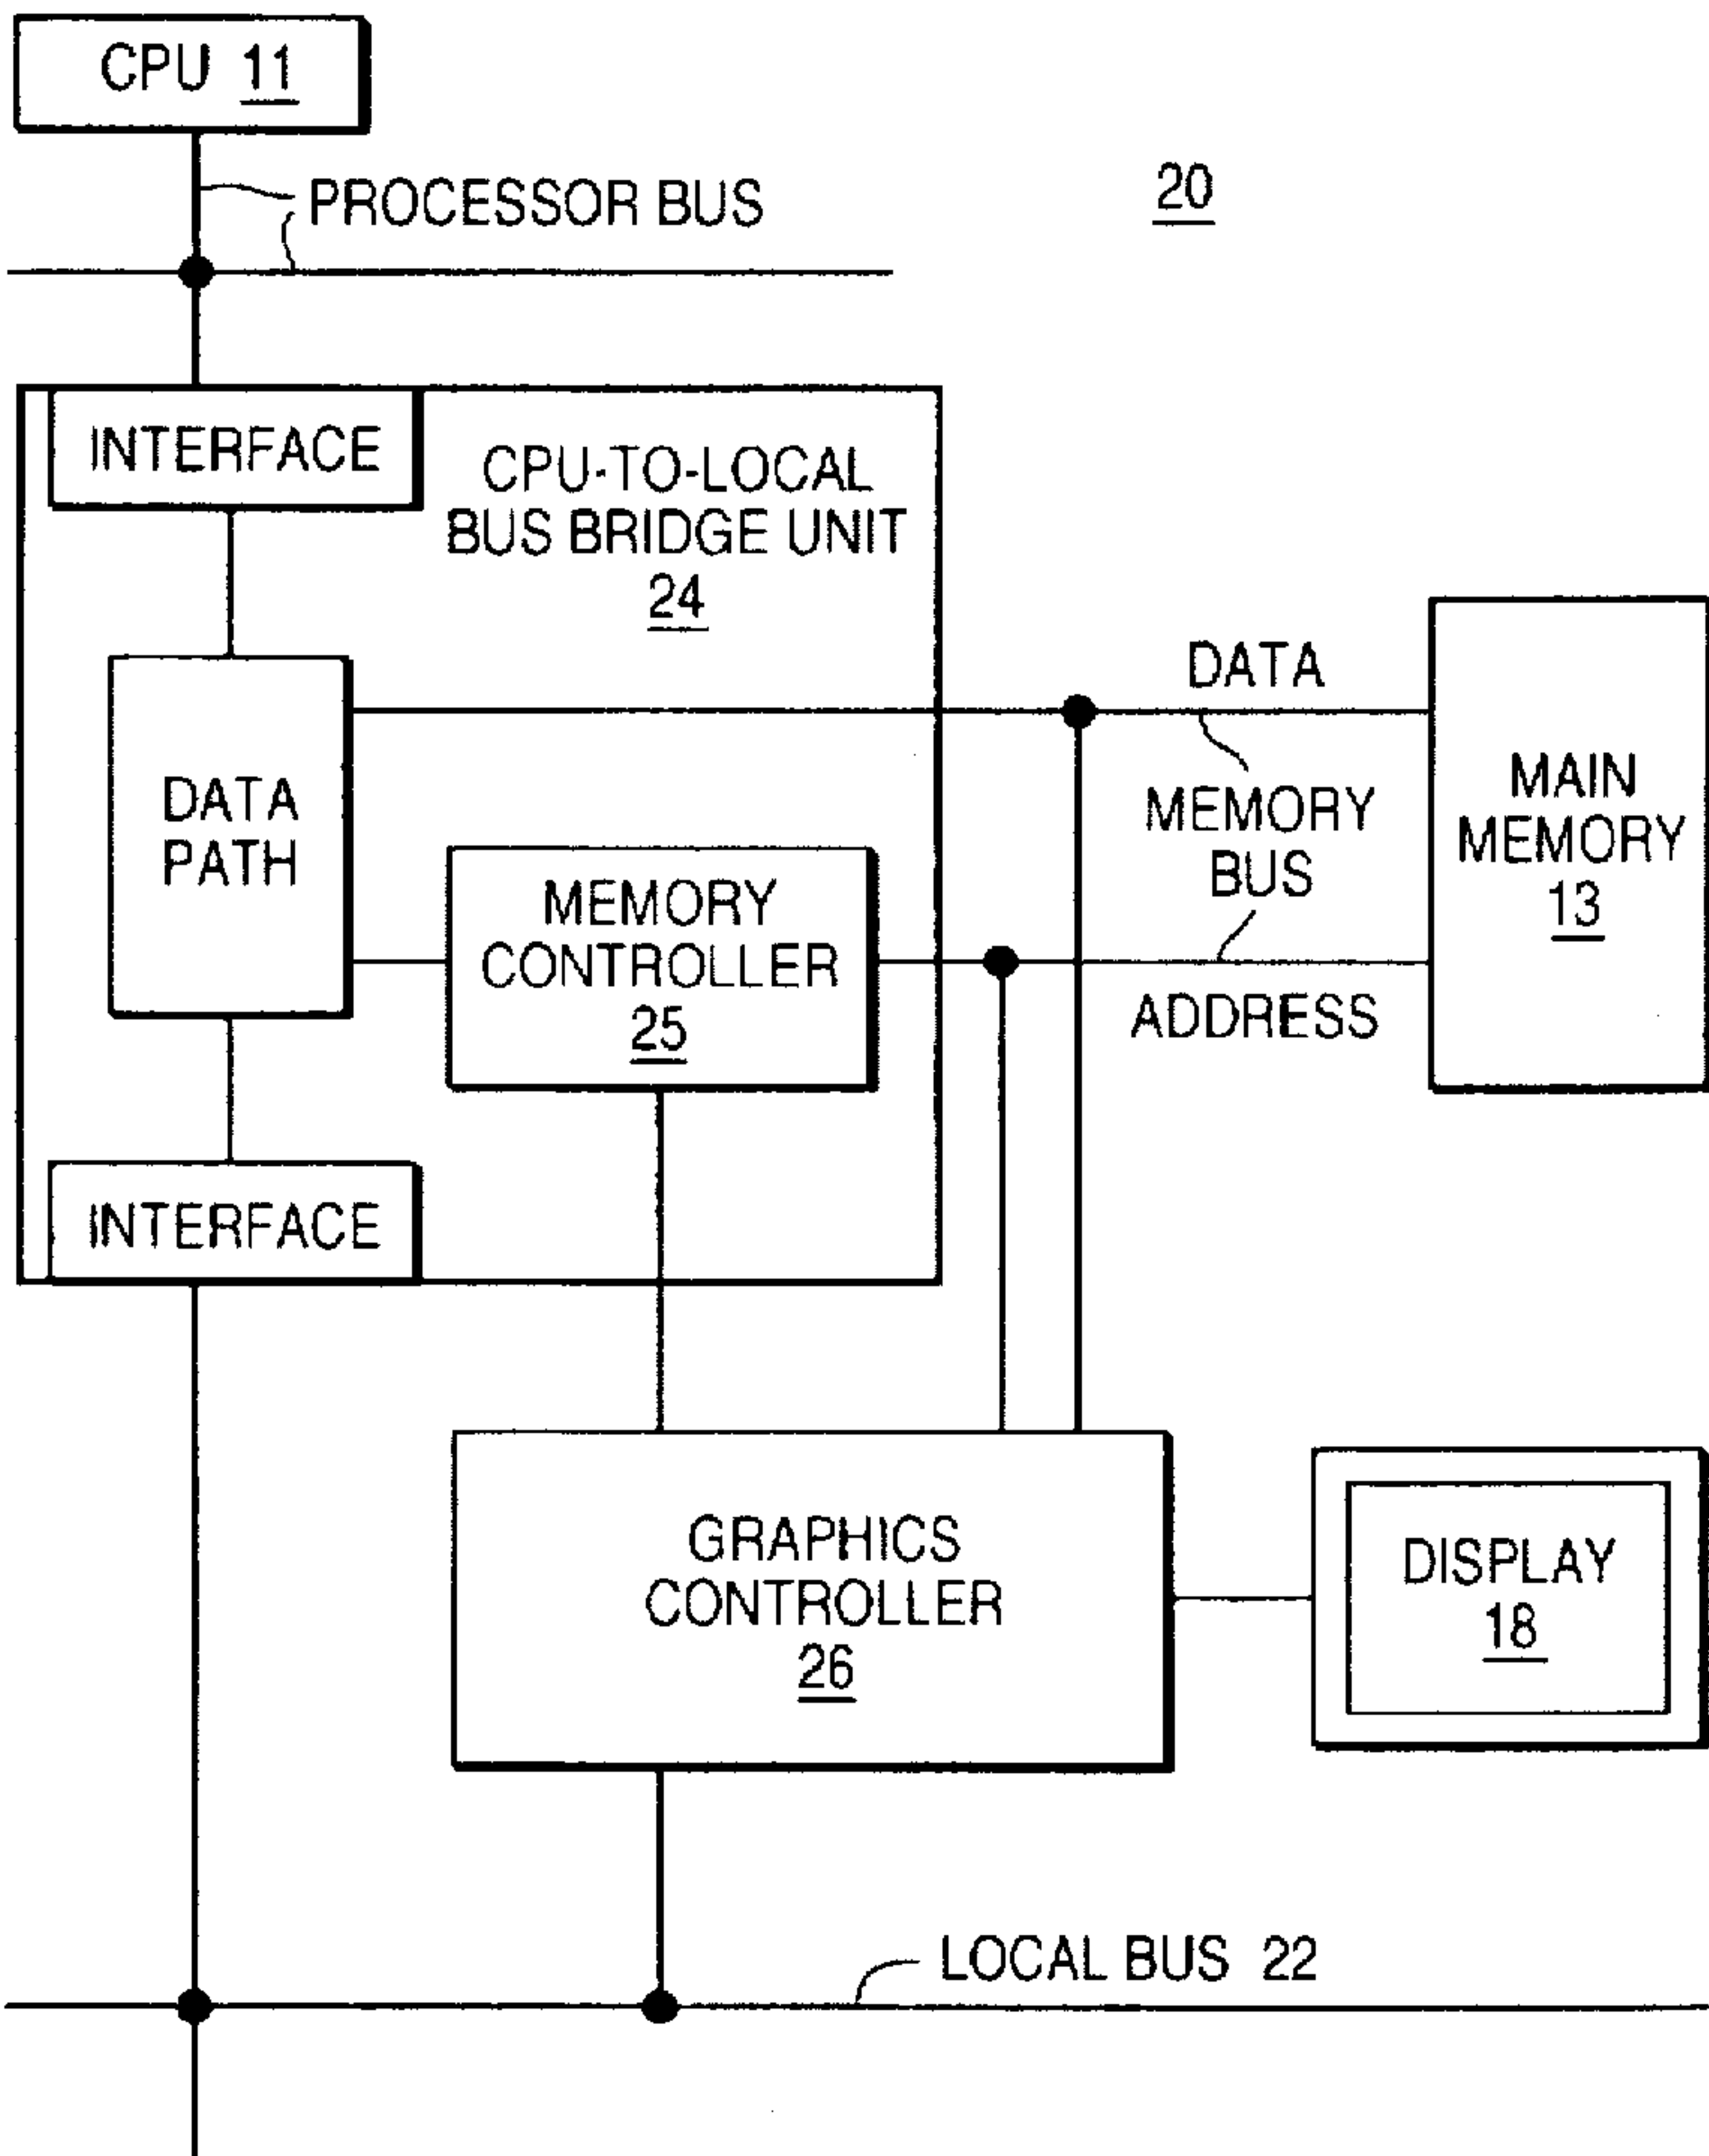 CPU 11
PROCESSOR BUS
20
INTERFACE
CPU-TO-LOCAL
BUS BRIDGE UNIT
24
DATA
PATH
MEMORY
CONTROLLER
25
INTERFACE
DATA
MEMORY
BUS
ADDRESS
MAIN
MEMORY
13
GRAPHICS
CONTROLLER
26
DISPLAY
18
LOCAL BUS 22